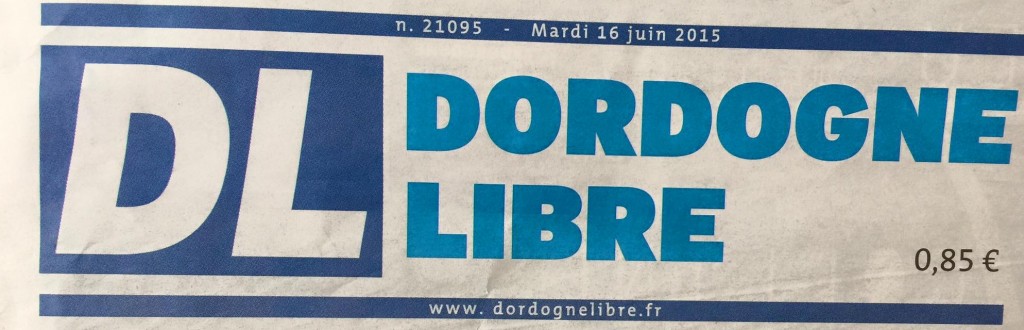 n. 21095 - Mardi 16 juin 2015
DL
DORDOGNE
LIBRE
0,85 €
www. dordognelibre.fr